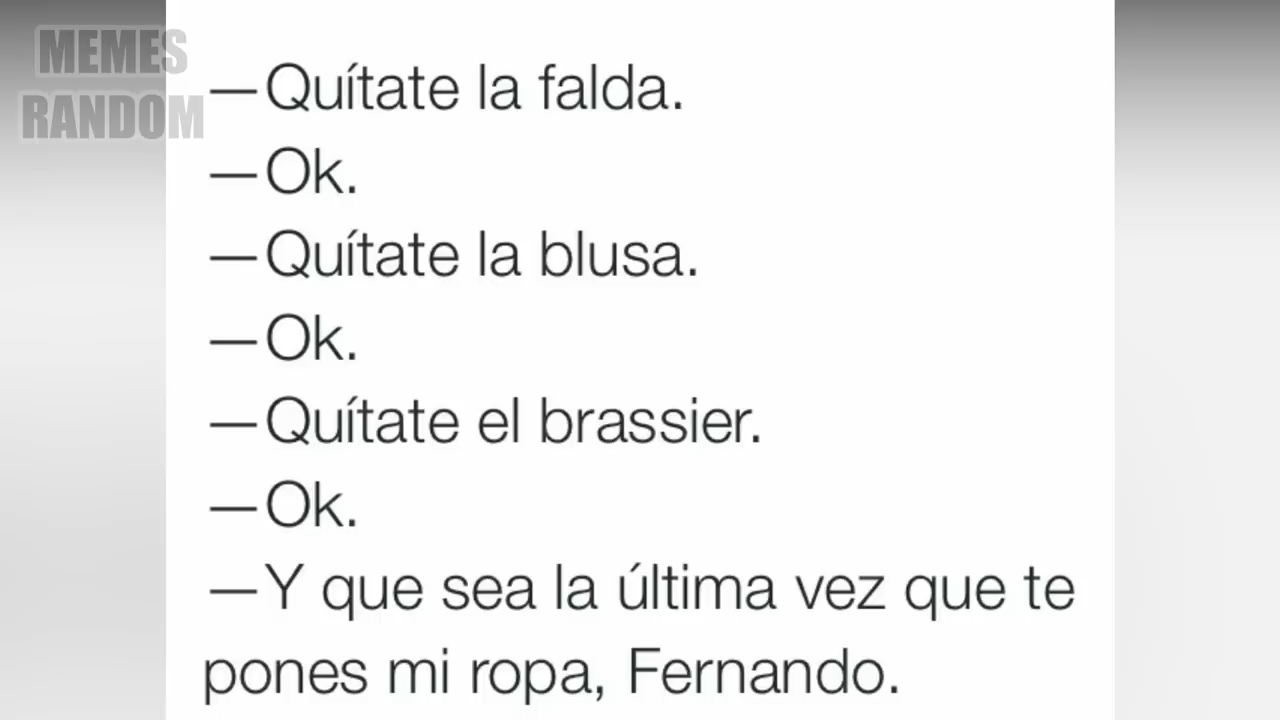 MEMES
RANDOM
—Quítate la falda.
—Ok.
—Quítate la blusa.
—Ok.
—Quítate el brassier.
—Ok.
—Y que sea la última vez que te
pones mi ropa, Fernando.